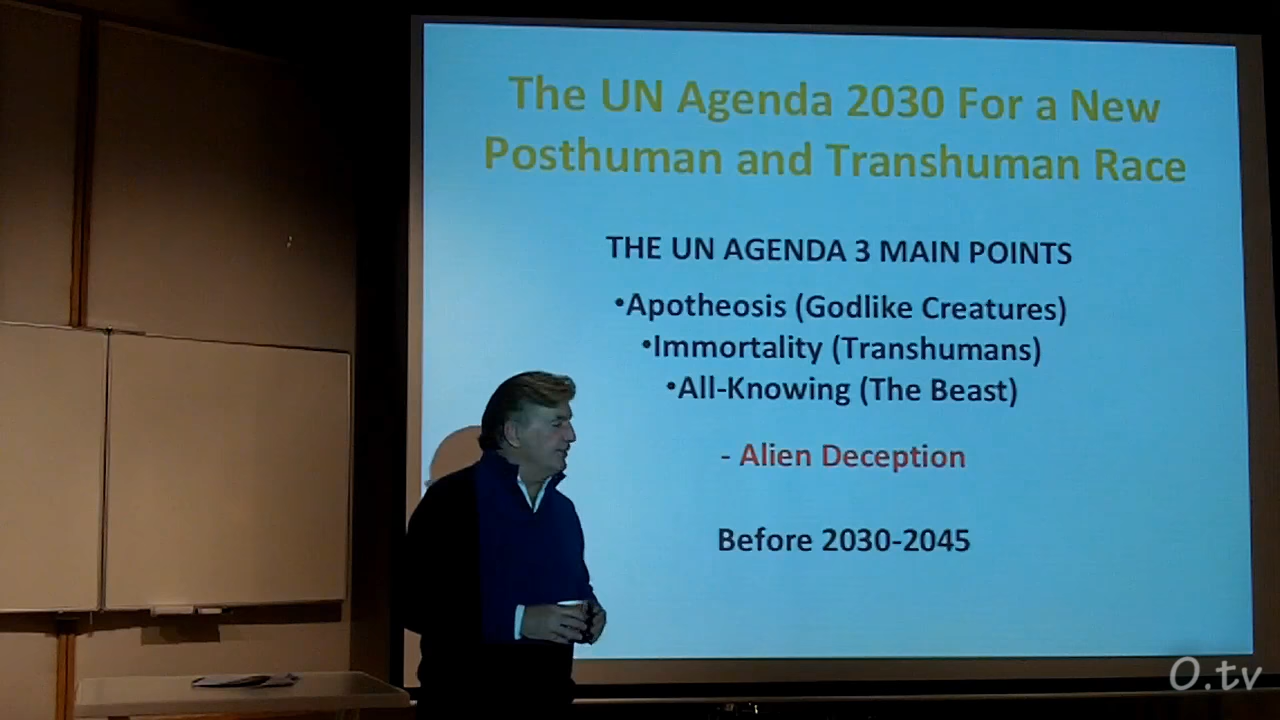 The UN Agenda 2030 For a New
Posthuman and Transhuman Race
THE UN AGENDA 3 MAIN POINTS
•Apotheosis (Godlike Creatures)
•Immortality (Transhumans)
•All-Knowing (The Beast)
- Alien Deception
Before 2030-2045
O.tv